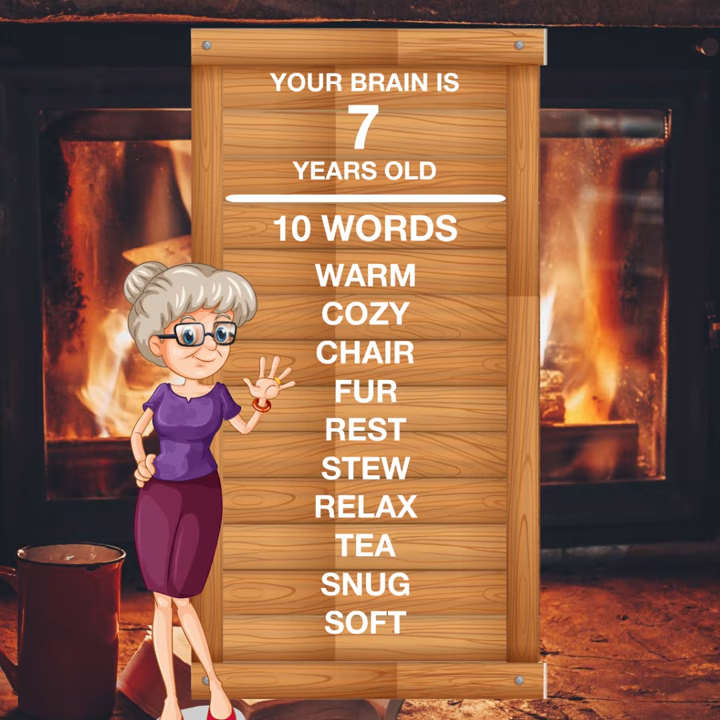 YOUR BRAIN IS
7
YEARS OLD
10 WORDS
WARM
COZY
CHAIR
FUR
REST
STEW
RELAX
TEA
SNUG
SOFT